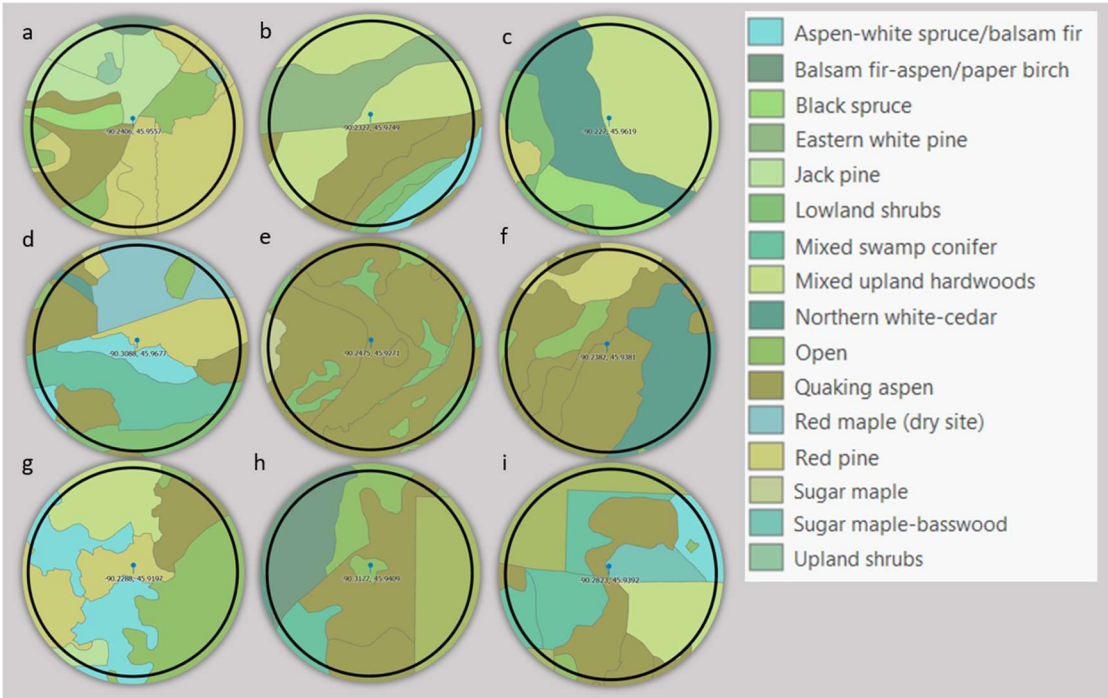 a
b
c
-90.2406, 45.9557
-90.2327, 45.9749
-90.227, 45.9619
d
e
f
-90.3088, 45.9677
-90.2475, 45.9271
-90.2382, 45.9381
g
h
i
-90.2288, 45.9197
-90.3177, 45.9409
-90.2823, 45.9392
Aspen-white spruce/balsam fir
Balsam fir-aspen/paper birch
Black spruce
Eastern white pine
Jack pine
Lowland shrubs
Mixed swamp conifer
Mixed upland hardwoods
Northern white-cedar
Open
Quaking aspen
Red maple (dry site)
Red pine
Sugar maple
Sugar maple-basswood
Upland shrubs